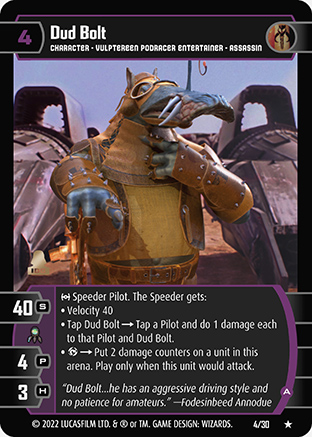 4
Dud Bolt
CHARACTER - VULPTEREEN PODRACER ENTERTAINER - ASSASSIN
40 S
4 P
3 H
Speeder Pilot. The Speeder gets:
• Velocity 40
• Tap Dud Bolt → Tap a Pilot and do 1 damage each
to that Pilot and Dud Bolt.
• → Put 2 damage counters on a unit in this
arena. Play only when this unit would attack.
“Dud Bolt...he has an aggressive driving style and
no patience for amateurs.” —Fodesinbeed Annodue
A
© 2022 LUCASFILM LTD. & ® or TM. GAME DESIGN: WIZARDS.
4/30 ★